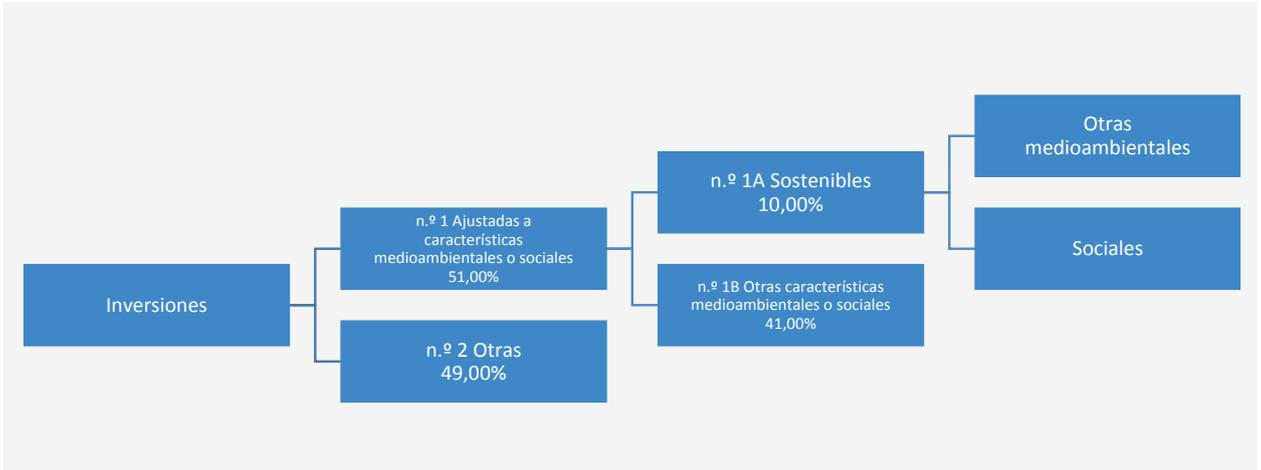 Inversiones
n.º 1 Ajustadas a
características
medioambientales o sociales
51,00%
n.º 2 Otras
49,00%
n.º 1A Sostenibles
10,00%
n.º 1B Otras características
medioambientales o sociales
41,00%
Otras
medioambientales
Sociales